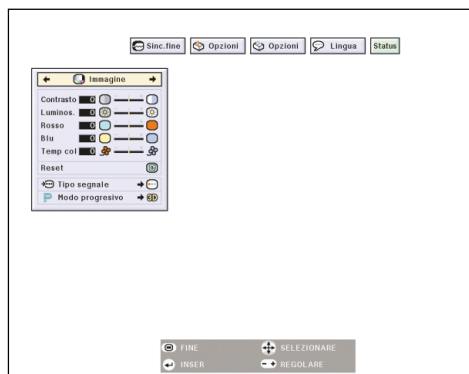 Sinc.fine Opzioni Opzioni Lingua Status
Immagine
Contrasto 0
Luminos. 0
Rosso 0
Blu 0
Temp col 0
Reset
Tipo segnale
P Modo progresivo
FINE SELEZIONARE
INSER REGOLARE